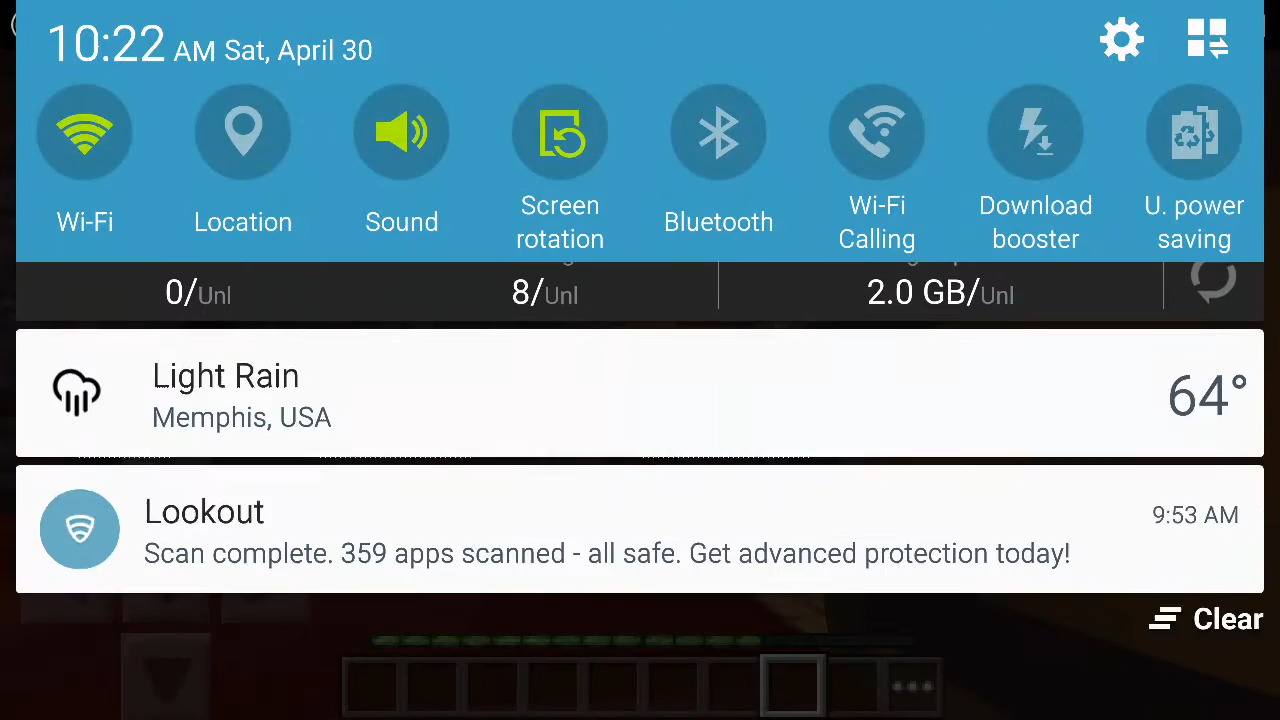 10:22 AM Sat, April 30
Wi-Fi
Location
Sound
Screen rotation
Bluetooth
Wi-Fi Calling
Download booster
U. power saving
0/Unl
8/Unl
2.0 GB/Unl
Light Rain
64°
Memphis, USA
Lookout
9:53 AM
Scan complete. 359 apps scanned - all safe. Get advanced protection today!
Clear